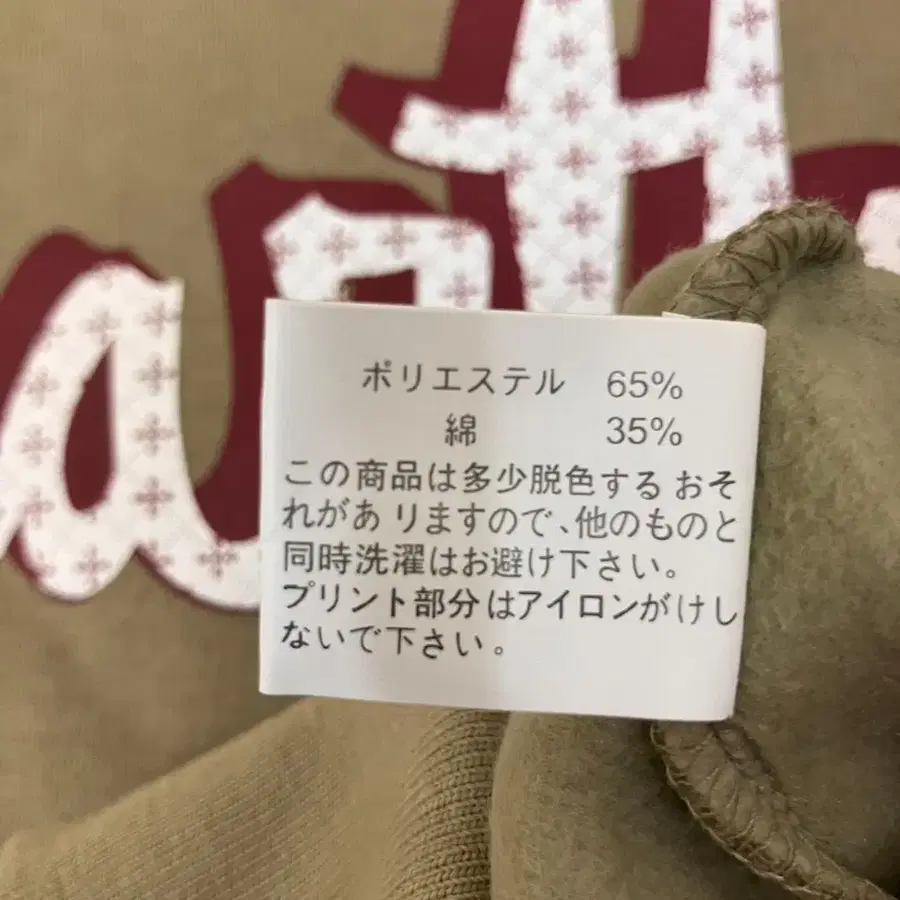 ポリエステル 65%
綿 35%
この商品は多少脱色する おそ
れがあ りますので､他のものと
同時洗濯はお避け下さい。
プリント部分はアイロンがけし
ないで下さい。